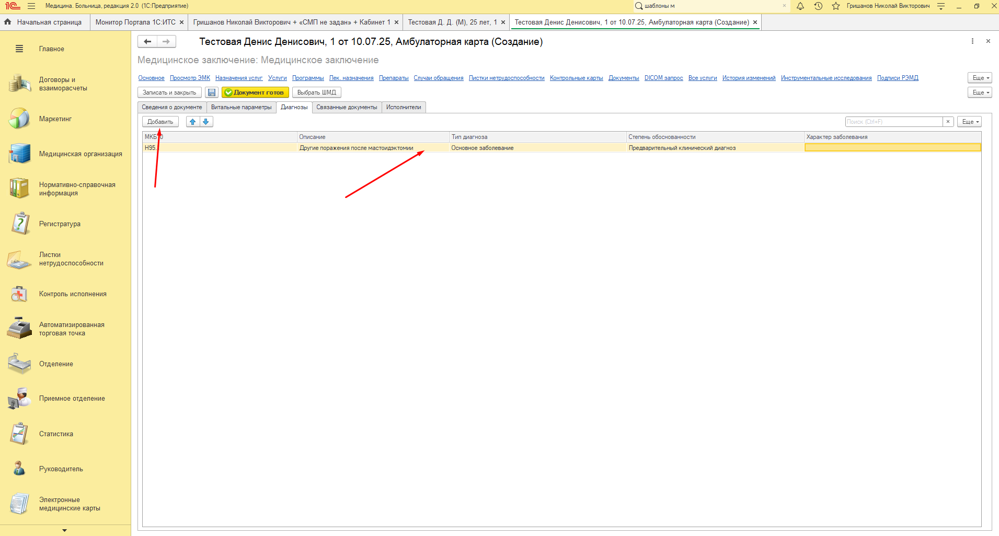 1С Медицина. Больница, редакция 2.0 (1С:Предприятие) шаблоны м Гришанов Николай Викторович
Начальная страница Монитор Портала 1С:ИТС Гришанов Николай Викторович + «СМП не задан» + Кабинет 1 Тестовая Д. Д. (М), 25 лет, 1 Тестовая Денис Денисович, 1 от 10.07.25, Амбулаторная карта (Создание)
Главное
Договоры и
взаиморасчеты
Маркетинг
Медицинская организация
Нормативно-справочная
информация
Регистратура
Листки
нетрудоспособности
Контроль исполнения
Автоматизированная
торговая точка
Отделение
Приемное отделение
Статистика
Руководитель
Электронные
медицинские карты
Тестовая Денис Денисович, 1 от 10.07.25, Амбулаторная карта (Создание)
Медицинское заключение: Медицинское заключение
Основное Просмотр ЭМК Назначения услуг Услуги Программы Лек. назначения Препараты Случаи обращения Листки нетрудоспособности Контрольные карты Документы DICOM запрос Все услуги История изменений Инструментальные исследования Подписи РЭМД Еще
Записать и закрыть Документ готов Выбрать ШМД Еще
Сведения о документе Витальные параметры Диагнозы Связанные документы Исполнители
Добавить Поиск (Ctrl+F) Еще
Описание Тип диагноза Степень обоснованности Характер заболевания
Другие поражения после мастоидэктомии Основное заболевание Предварительный клинический диагноз